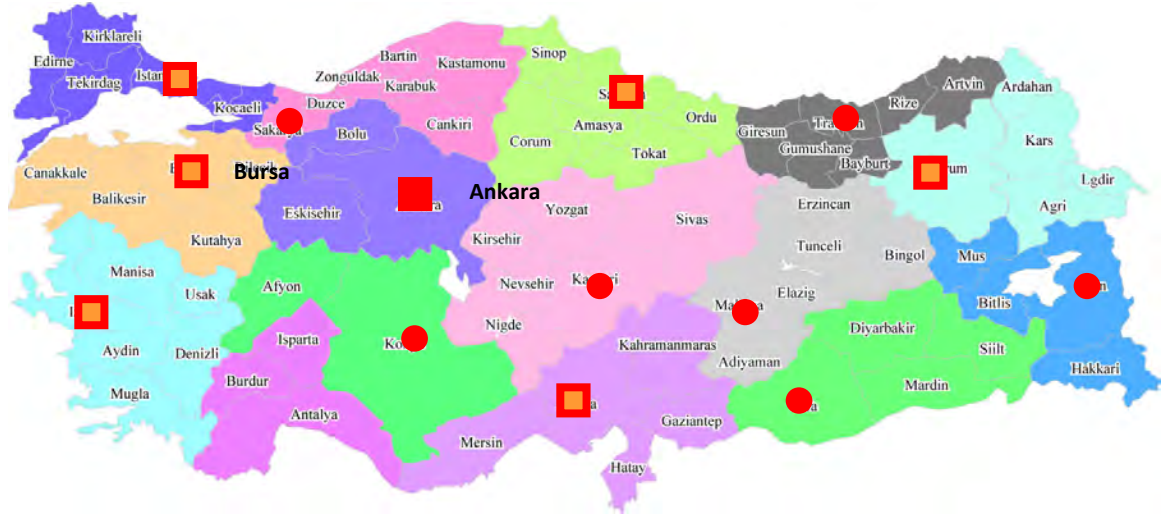 Kirklareli
Edirne
Tekirdag
Kocaeli
Sakarya
Duzce
Zonguldak
Bartin
Karabuk
Kastamonu
Cankiri
Bolu
Sinop
Corum
Amasya
Tokat
Ordu
Giresun
Gumushane
Bayburt
Rize
Artvin
Ardahan
Kars
Lgdir
Agri
Canakkale
Balikesir
Bursa
Kutahya
Eskisehir
Ankara
Kirsehir
Yozgat
Sivas
Erzincan
Tunceli
Bingol
Mus
Bitlis
Hakkari
Manisa
Usak
Afyon
Nevsehir
Nigde
Elazig
Adiyaman
Diyarbakir
Siilt
Mardin
Aydin
Denizli
Mugla
Isparta
Burdur
Antalya
Kahramanmaras
Gaziantep
Mersin
Hatay